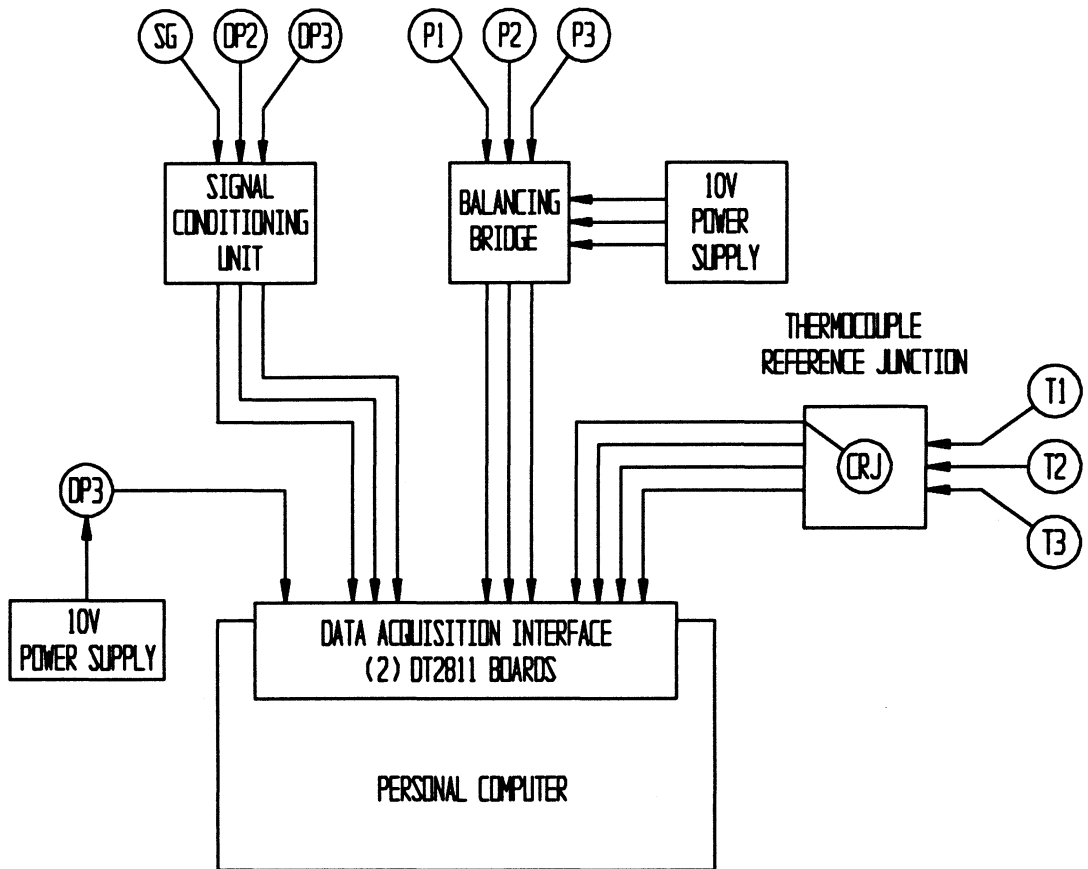 SG DP2 DP3 P1 P2 P3
SIGNAL
CONDITIONING
UNIT
BALANCING
BRIDGE
10V
POWER
SUPPLY
THERMOCOUPLE
REFERENCE JUNCTION
T1
CRJ
T2
T3
DP3
10V
POWER SUPPLY
DATA ACQUISITION INTERFACE
(2) DT2811 BOARDS
PERSONAL COMPUTER